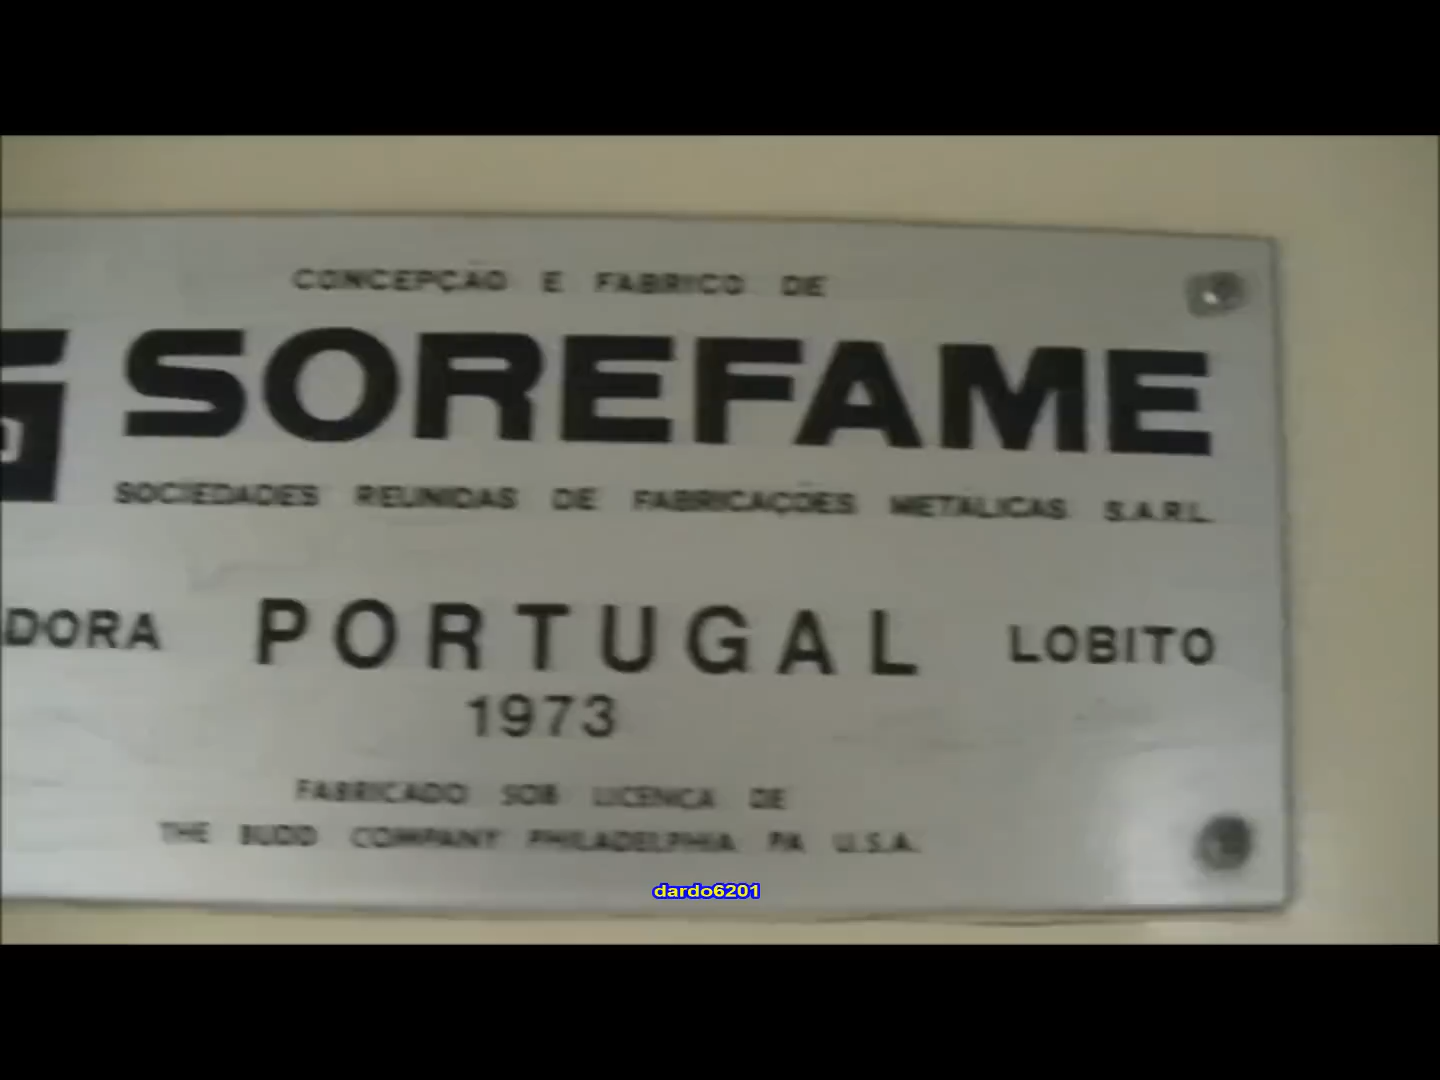 CONCEPÇÃO E FABRICO DE
SOREFAME
SOCIEDADES REUNIDAS DE FABRICAÇÕES METÁLICAS S.A.R.L.
DORA PORTUGAL LOBITO
1973
FABRICADO SOB LICENÇA DE
THE BUDD COMPANY PHILADELPHIA PA U.S.A.
dardo6201